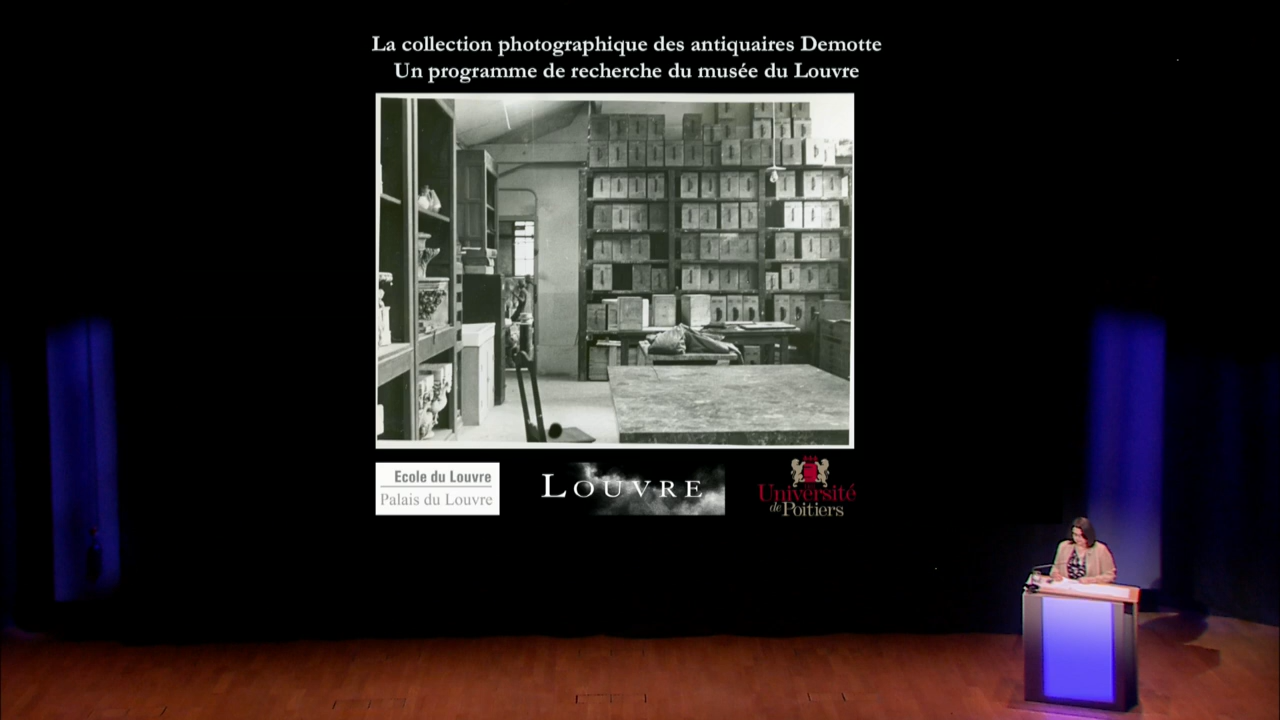 La collection photographique des antiquaires Demotte
Un programme de recherche du musée du Louvre
Ecole du Louvre
Palais du Louvre
LOUVRE
Université
de Poitiers